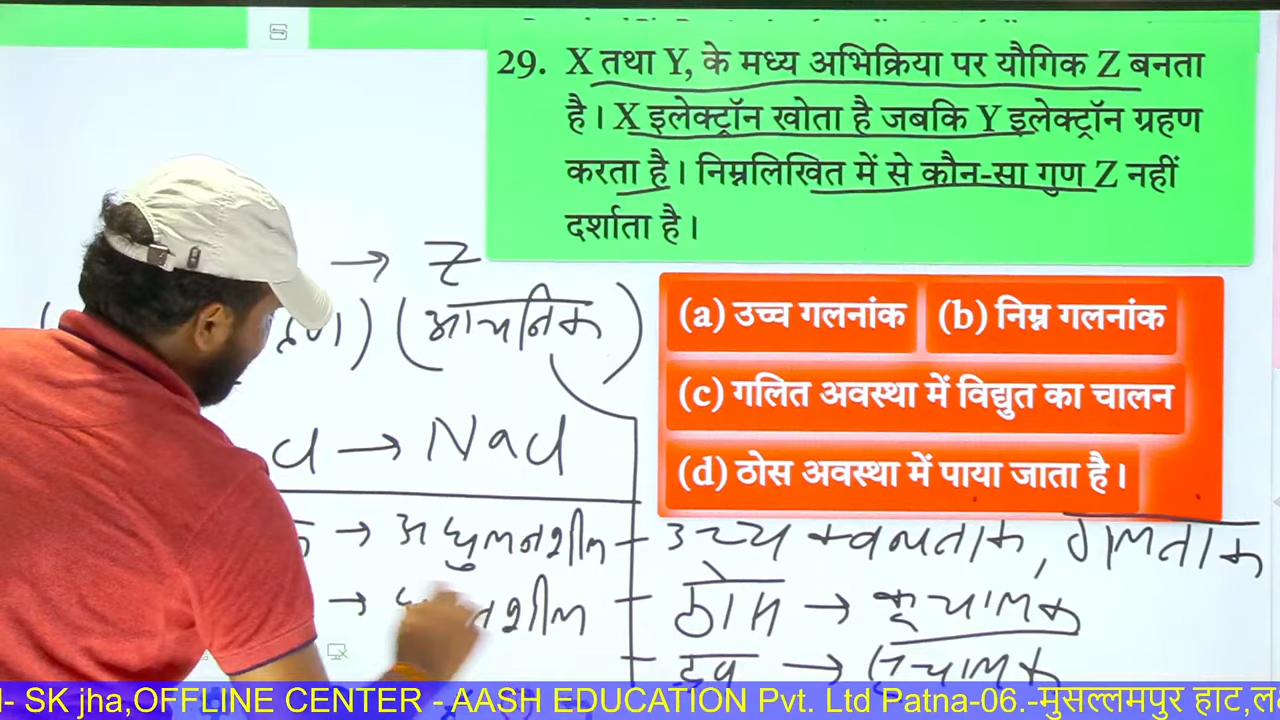 29. X तथा Y, के मध्य अभिक्रिया पर यौगिक Z बनता
है। X इलेक्ट्रॉन खोता है जबकि Y इलेक्ट्रॉन ग्रहण
करता है। निम्नलिखित में से कौन-सा गुण Z नहीं
दर्शाता है।
→ Z
(आयनिक)
(a) उच्च गलनांक (b) निम्न गलनांक
(c) गलित अवस्था में विद्युत का चालन
(d) ठोस अवस्था में पाया जाता है।
→ NaCl
→ अघुलनशील - उच्च क्वथनांक, गलनांक
ठोस → कुचालक
द्रव → सुचालक
- SK jha,OFFLINE CENTER - AASH EDUCATION Pvt. Ltd Patna-06.-मुसल्लमपुर हाट,